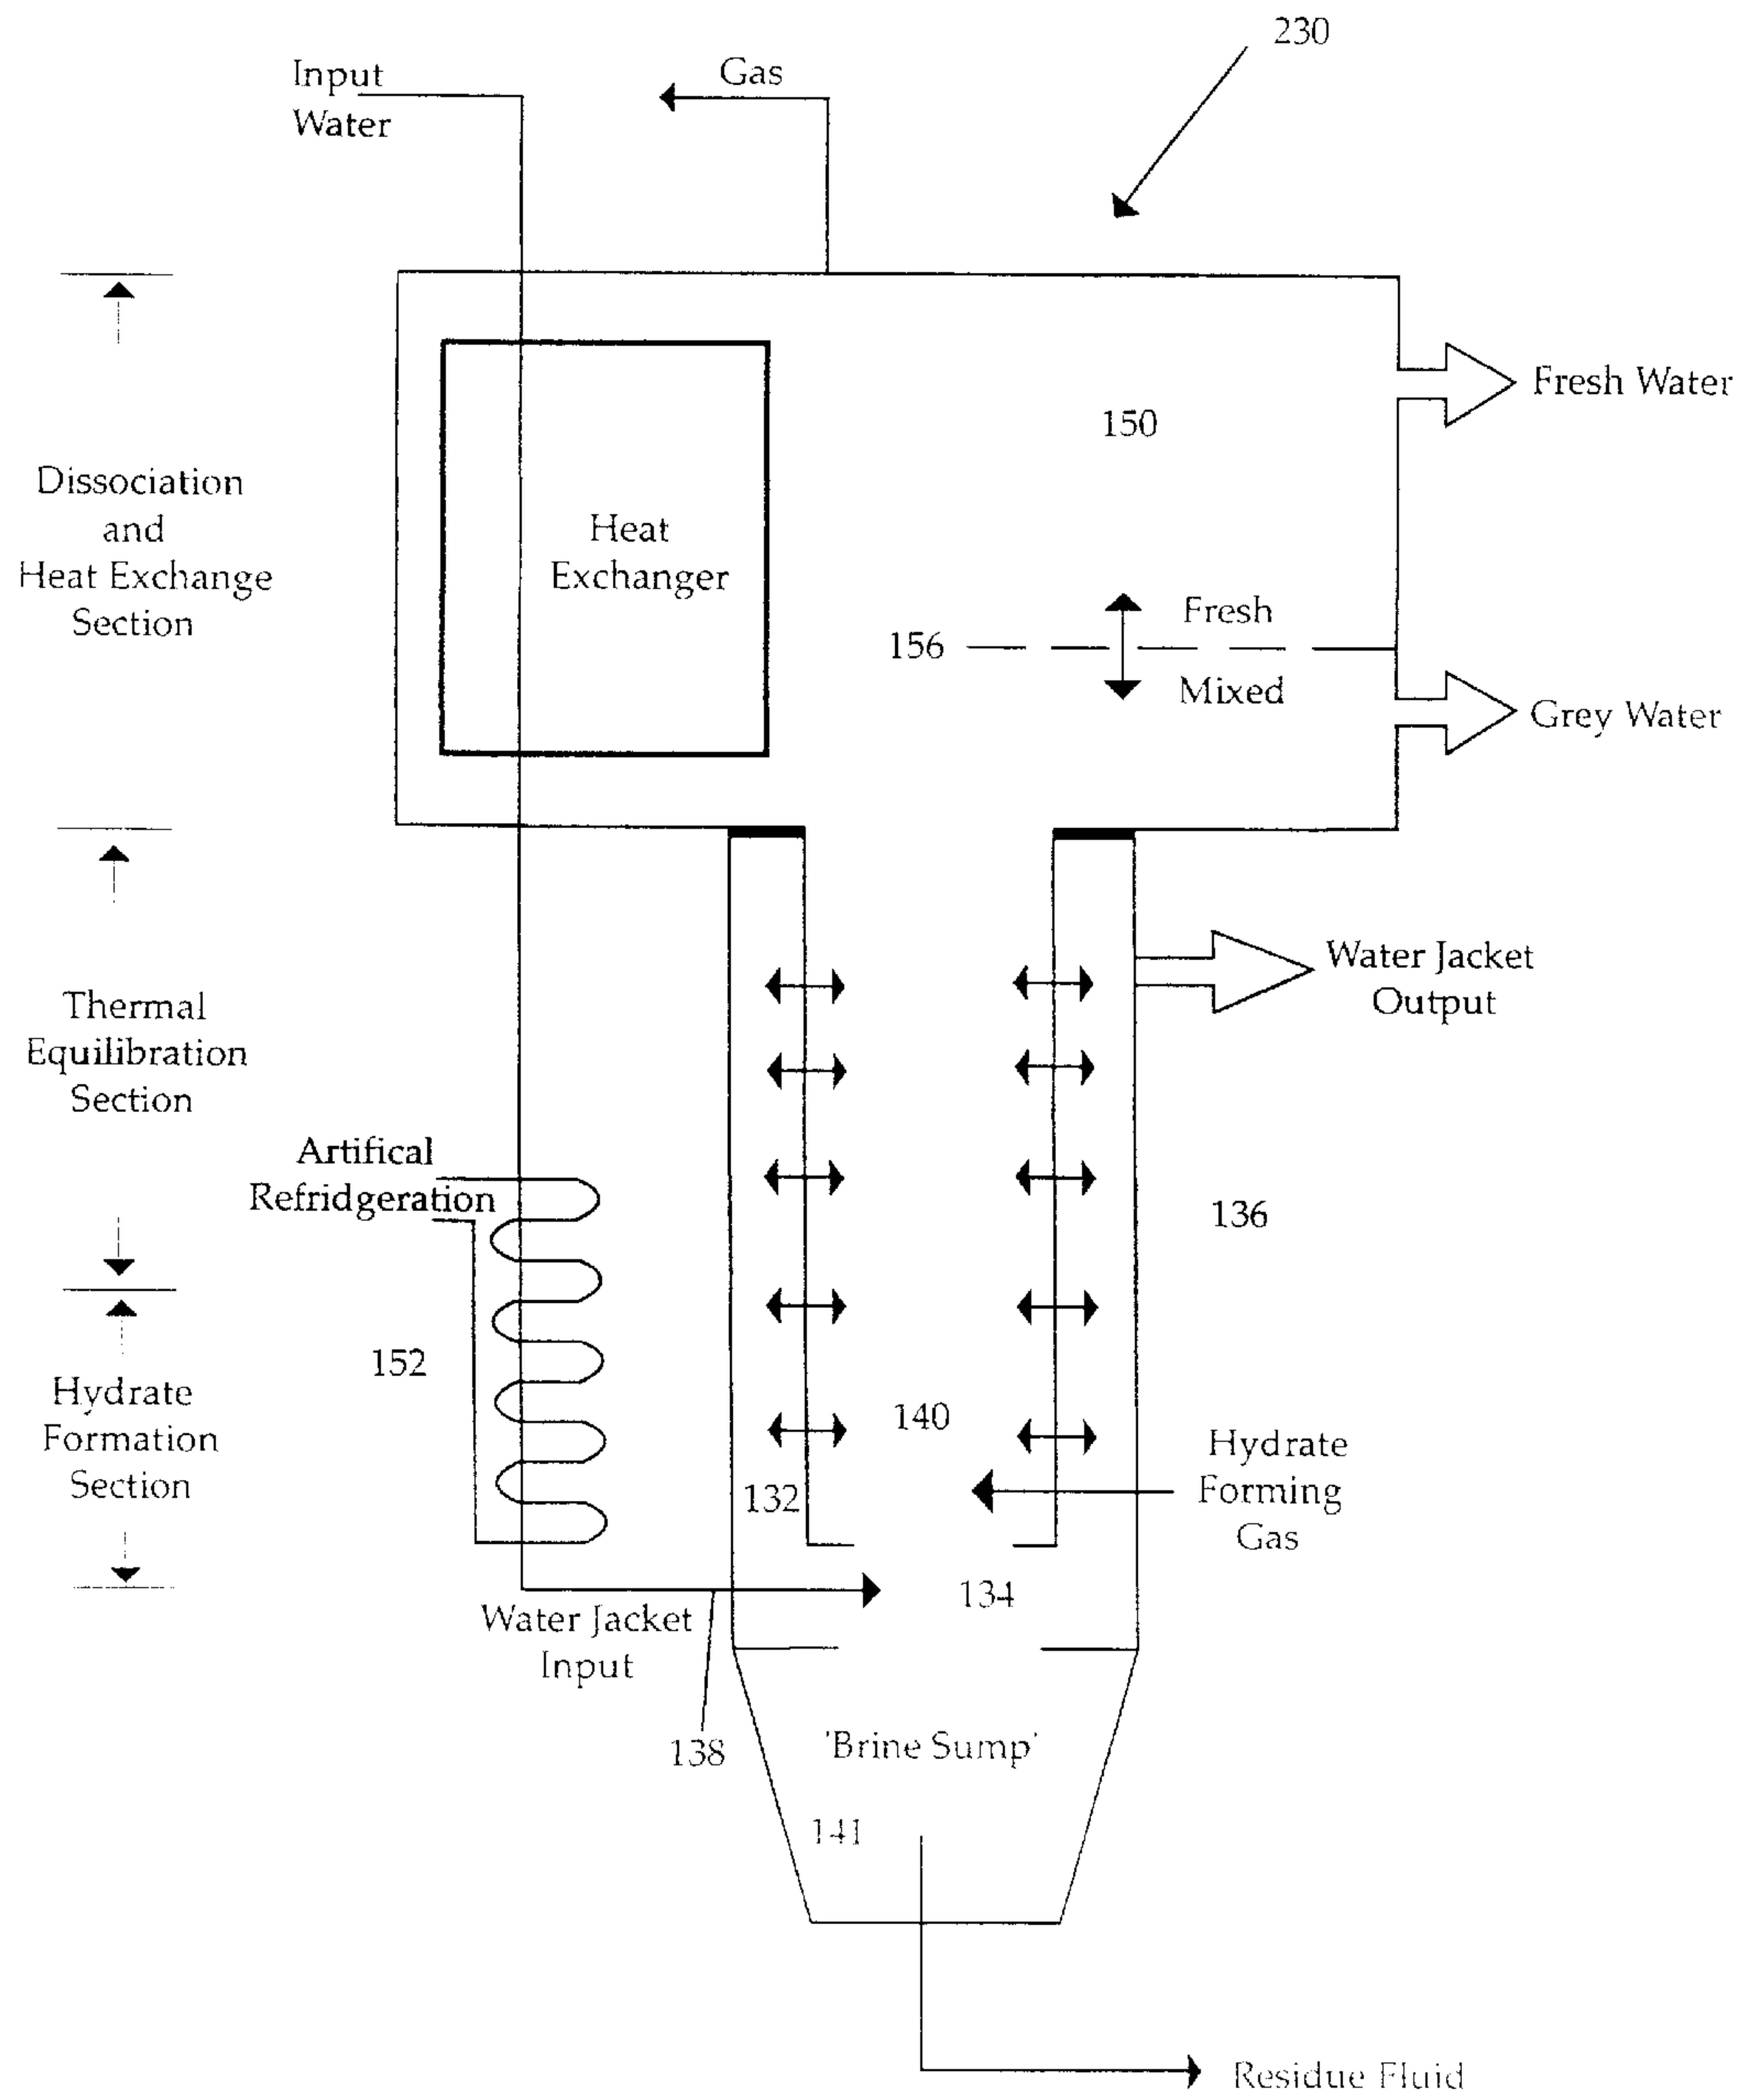 230
Input
Water
Gas
Fresh Water
150
Dissociation
and
Heat Exchange
Section
Heat
Exchanger
156
Fresh
Mixed
Grey Water
Water Jacket
Output
Thermal
Equilibration
Section
Artifical
Refridgeration
136
152
Hydrate
Formation
Section
140
Hydrate
Forming
Gas
132
134
Water Jacket
Input
138
'Brine Sump'
141
Residue Fluid